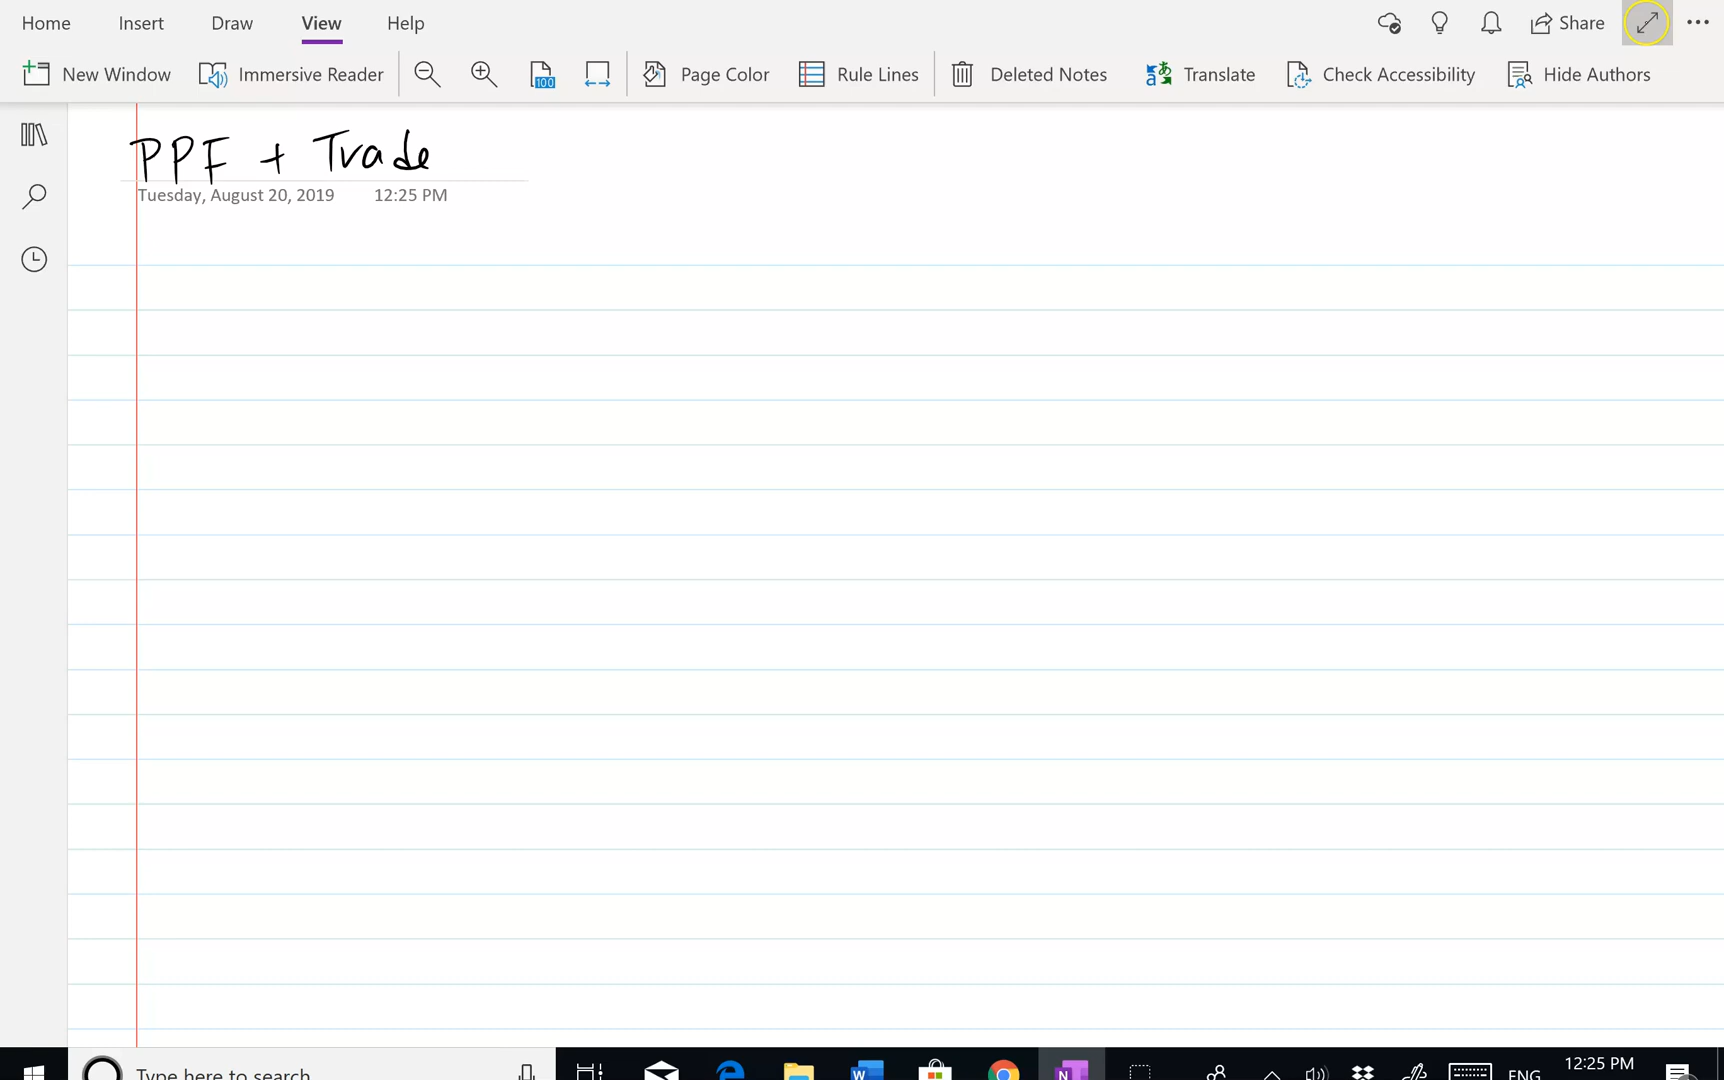 Home Insert Draw View Help Share
New Window Immersive Reader 100 Page Color Rule Lines Deleted Notes Translate Check Accessibility Hide Authors
PPF + Trade
Tuesday, August 20, 2019 12:25 PM
Type here to search ENG 12:25 PM